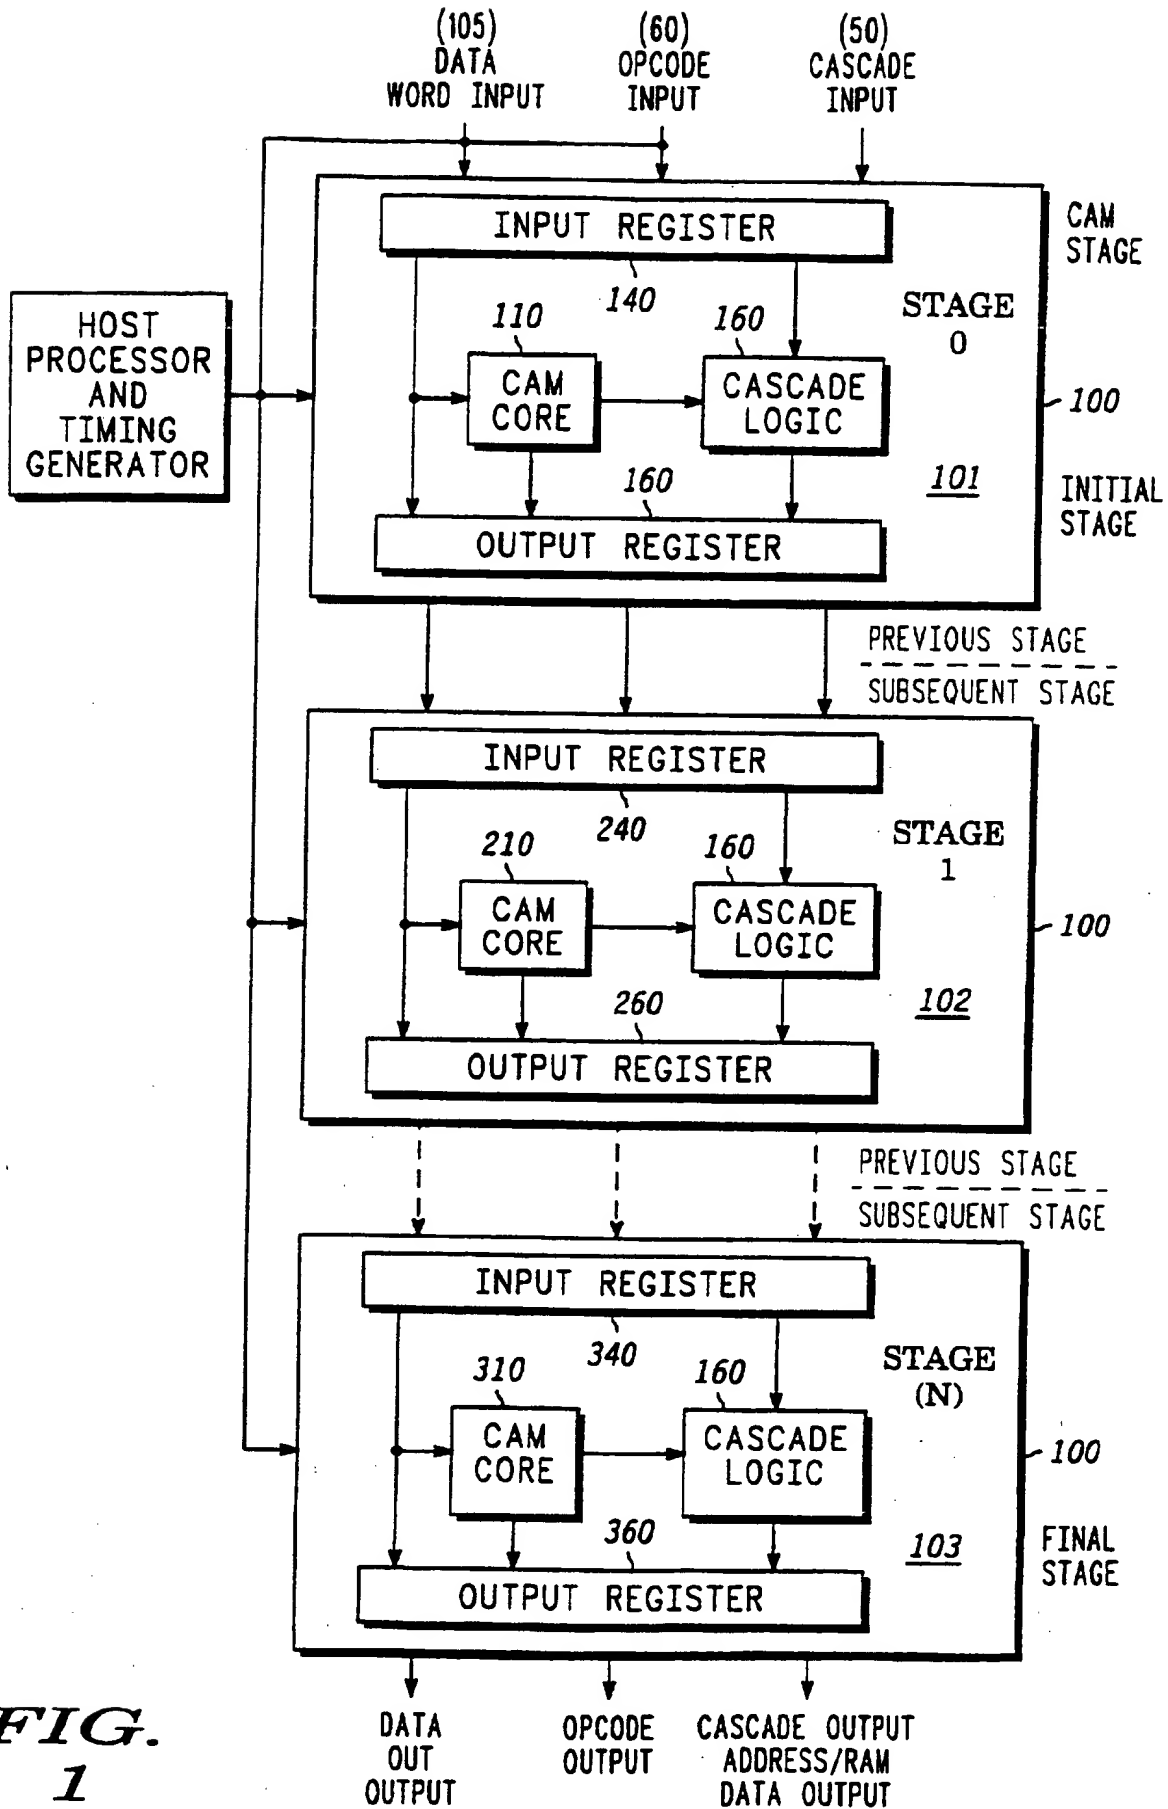 (105)
DATA
WORD INPUT
(60)
OPCODE
INPUT
(50)
CASCADE
INPUT
INPUT REGISTER
CAM
STAGE
140
STAGE
0
HOST
PROCESSOR
AND
TIMING
GENERATOR
110
160
CAM
CORE
CASCADE
LOGIC
100
101
160
INITIAL
STAGE
OUTPUT REGISTER
PREVIOUS STAGE
SUBSEQUENT STAGE
INPUT REGISTER
240
STAGE
1
210
160
CAM
CORE
CASCADE
LOGIC
100
102
260
OUTPUT REGISTER
PREVIOUS STAGE
SUBSEQUENT STAGE
INPUT REGISTER
340
STAGE
(N)
310
160
CAM
CORE
CASCADE
LOGIC
100
103
360
FINAL
STAGE
OUTPUT REGISTER
DATA
OUT
OUTPUT
OPCODE
OUTPUT
CASCADE OUTPUT
ADDRESS/RAM
DATA OUTPUT
FIG.
1